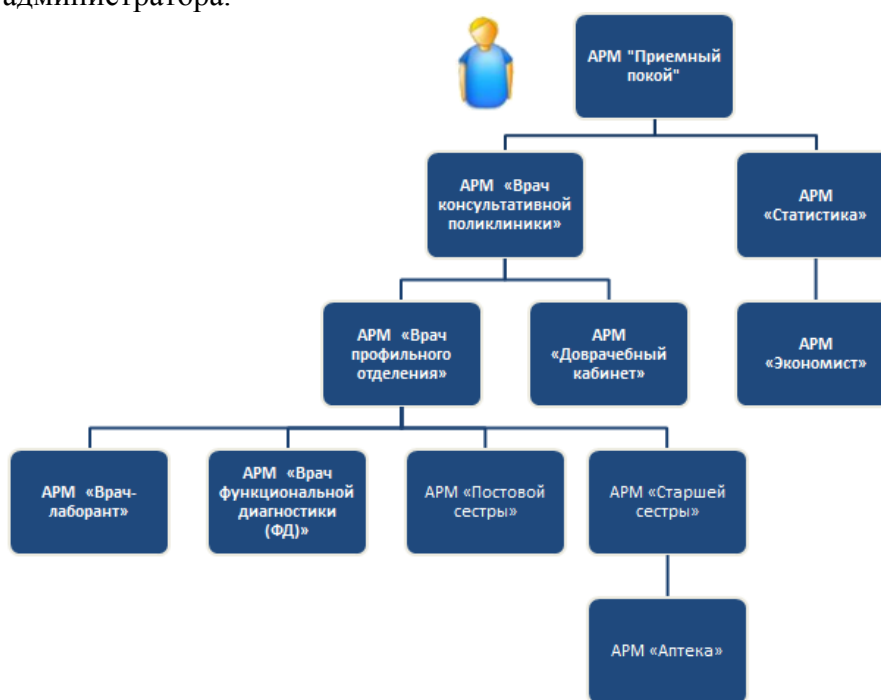 администратора.
АРМ "Приемный
покой"
АРМ «Врач
консультативной
поликлиники»
АРМ
«Статистика»
АРМ «Врач
профильного
отделения»
АРМ
«Доврачебный
кабинет»
АРМ
«Экономист»
АРМ «Врач-
лаборант»
АРМ «Врач
функциональной
диагностики
(ФД)»
АРМ «Постовой
сестры»
АРМ «Старшей
сестры»
АРМ «Аптека»